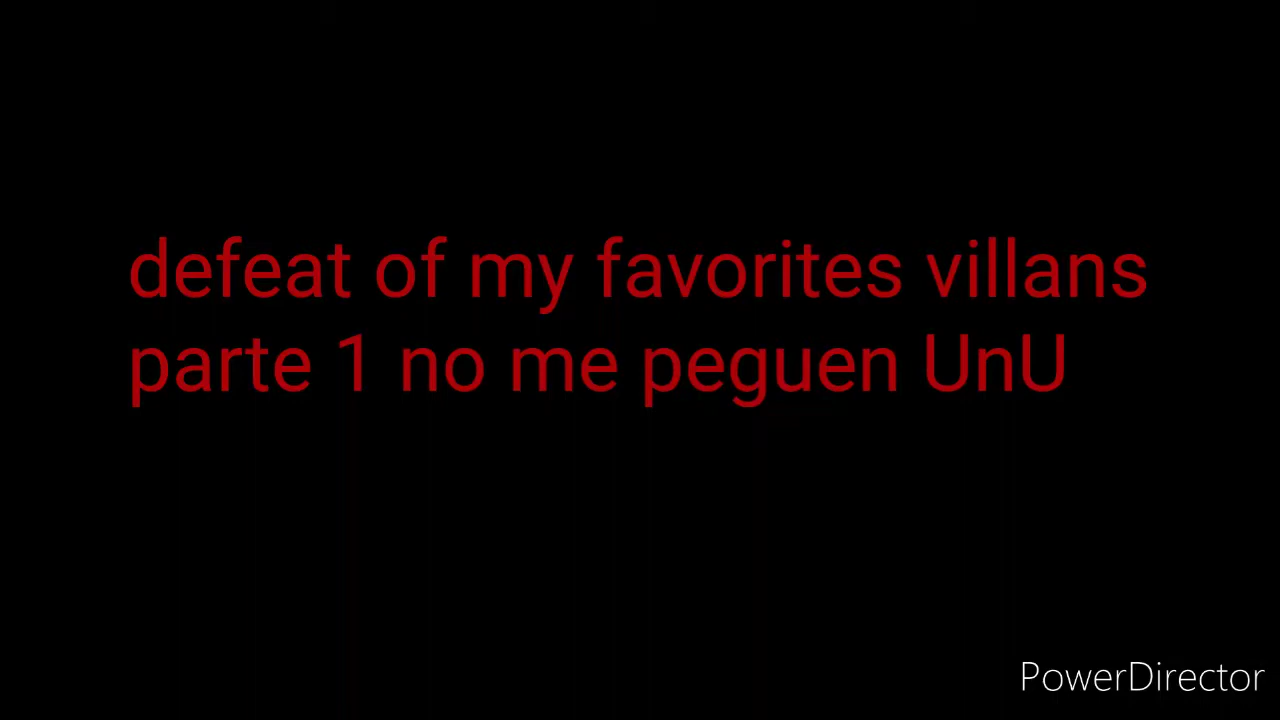 defeat of my favorites villans
parte 1 no me peguen UnU
PowerDirector